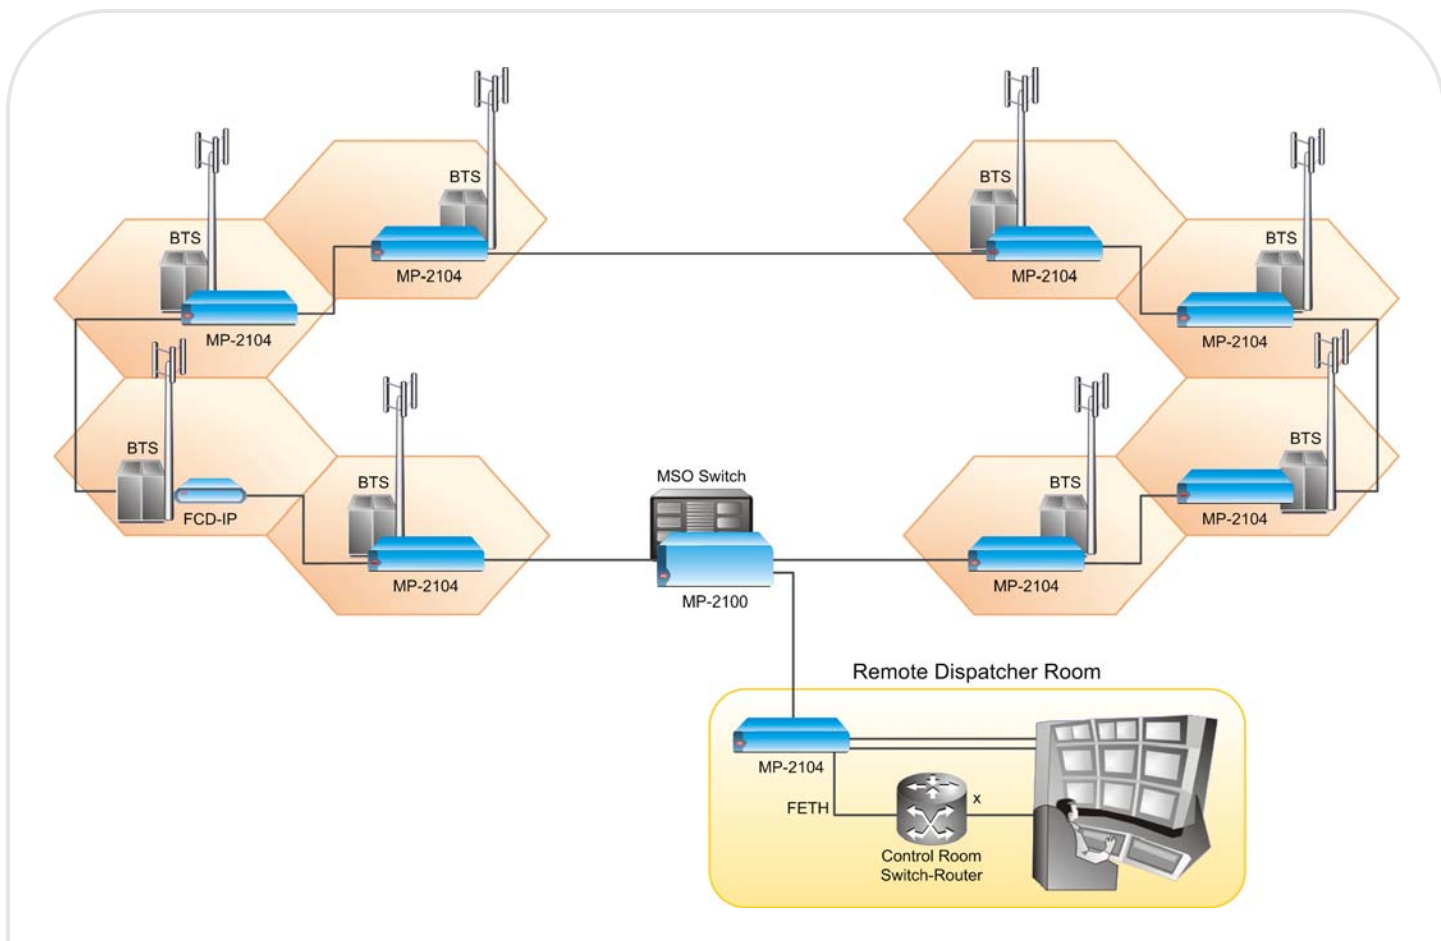 BTS
MP-2104
BTS
MP-2104
BTS
MP-2104
BTS
MP-2104
BTS
FCD-IP
BTS
MP-2104
MSO Switch
MP-2100
BTS
MP-2104
BTS
MP-2104
Remote Dispatcher Room
MP-2104
FETH
x
Control Room
Switch-Router